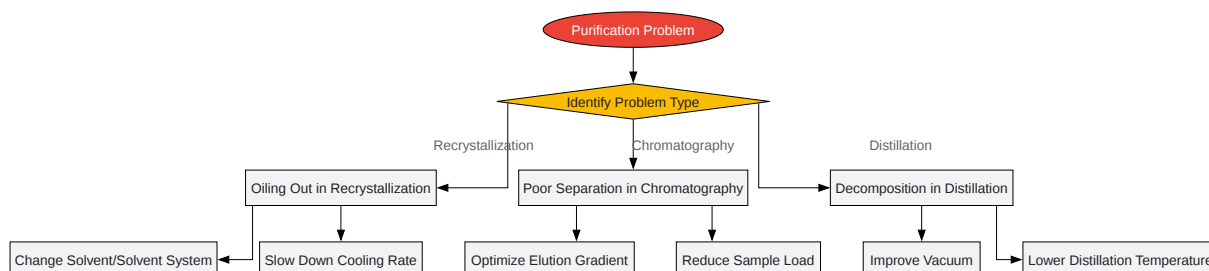 Purification Problem
Identify Problem Type
Recrystallization
Chromatography
Distillation
Oiling Out in Recrystallization
Poor Separation in Chromatography
Decomposition in Distillation
Change Solvent/Solvent System
Slow Down Cooling Rate
Optimize Elution Gradient
Reduce Sample Load
Improve Vacuum
Lower Distillation Temperature